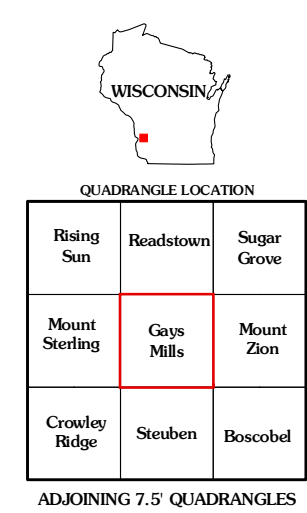 WISCONSIN
QUADRANGLE LOCATION
Rising
Sun
Readstown
Sugar
Grove
Mount
Sterling
Gays
Mills
Mount
Zion
Crowley
Ridge
Steuben
Boscobel
ADJOINING 7.5' QUADRANGLES